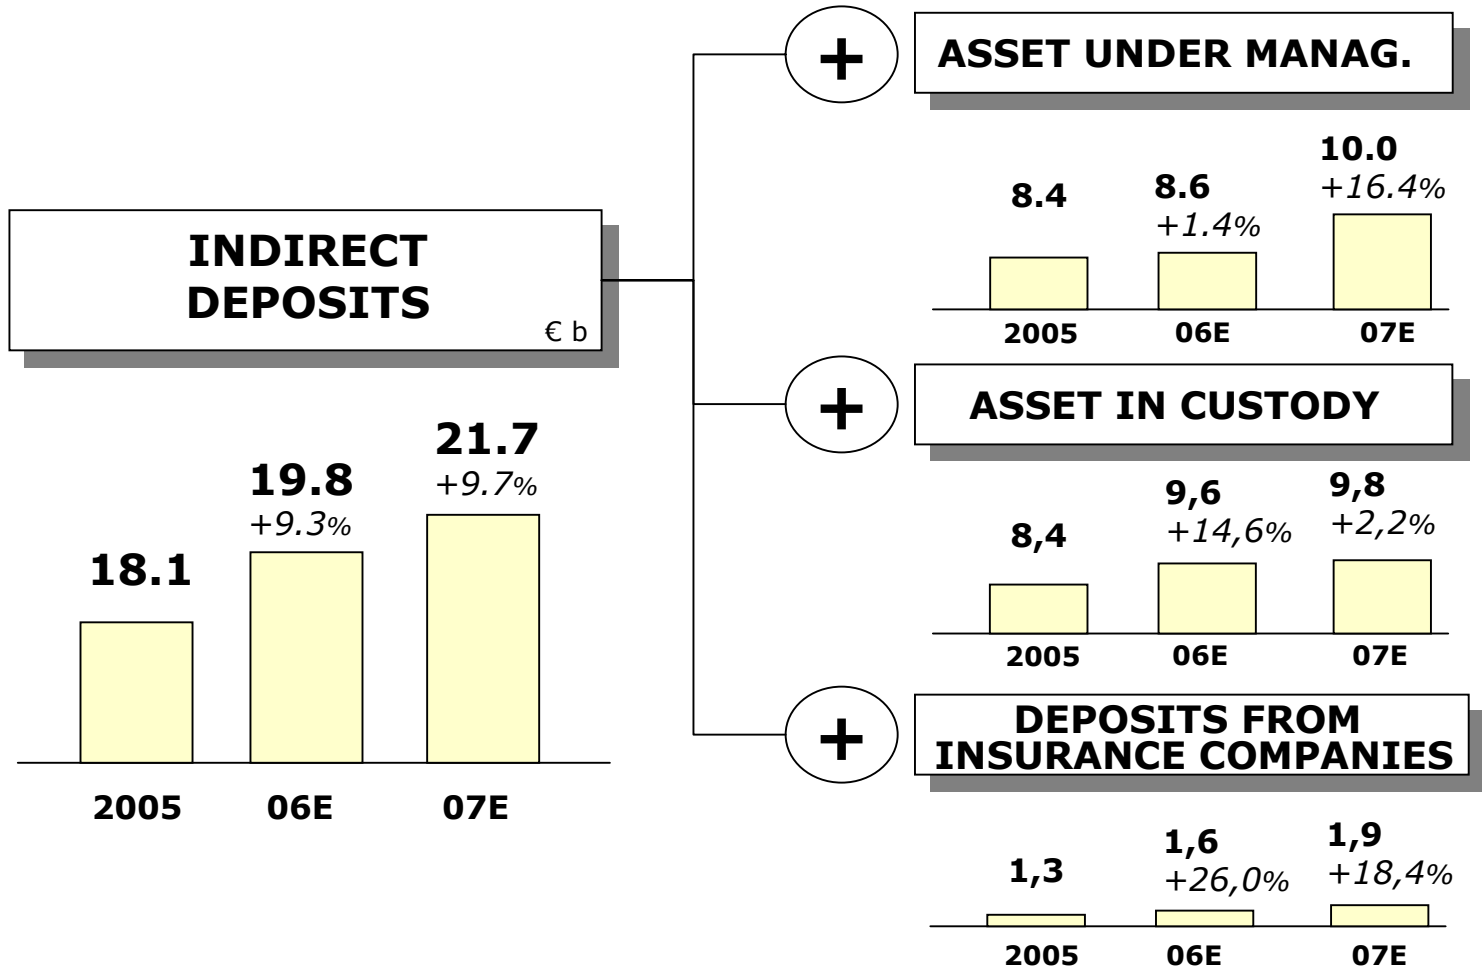 INDIRECT
DEPOSITS
€ b
21.7
+9.7%
19.8
+9.3%
18.1
2005 06E 07E
+
ASSET UNDER MANAG.
10.0
+16.4%
8.6
+1.4%
8.4
2005 06E 07E
+
ASSET IN CUSTODY
9,8
+2,2%
9,6
+14,6%
8,4
2005 06E 07E
+
DEPOSITS FROM
INSURANCE COMPANIES
1,9
+18,4%
1,6
+26,0%
1,3
2005 06E 07E